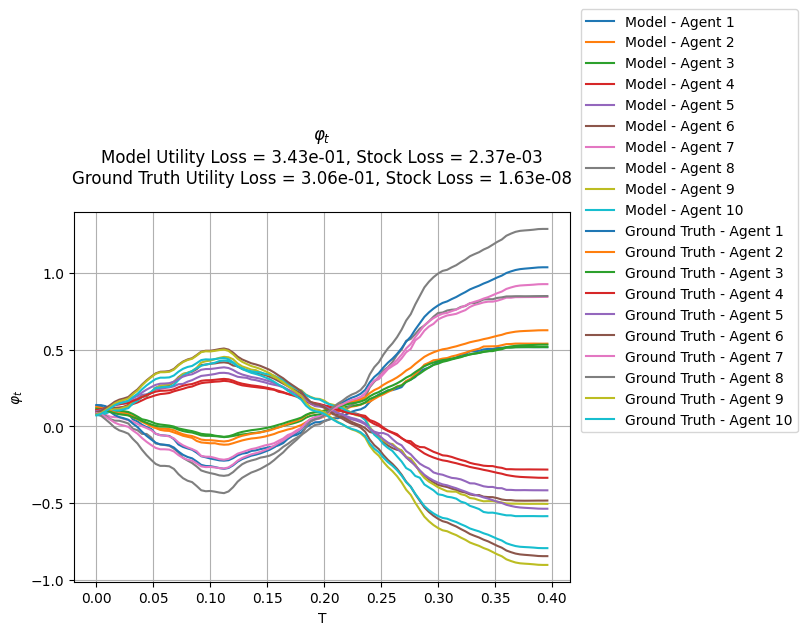 φt
Model Utility Loss = 3.43e-01, Stock Loss = 2.37e-03
Ground Truth Utility Loss = 3.06e-01, Stock Loss = 1.63e-08
φt
1.0
0.5
0.0
−0.5
−1.0
0.00 0.05 0.10 0.15 0.20 0.25 0.30 0.35 0.40
T
Model - Agent 1
Model - Agent 2
Model - Agent 3
Model - Agent 4
Model - Agent 5
Model - Agent 6
Model - Agent 7
Model - Agent 8
Model - Agent 9
Model - Agent 10
Ground Truth - Agent 1
Ground Truth - Agent 2
Ground Truth - Agent 3
Ground Truth - Agent 4
Ground Truth - Agent 5
Ground Truth - Agent 6
Ground Truth - Agent 7
Ground Truth - Agent 8
Ground Truth - Agent 9
Ground Truth - Agent 10